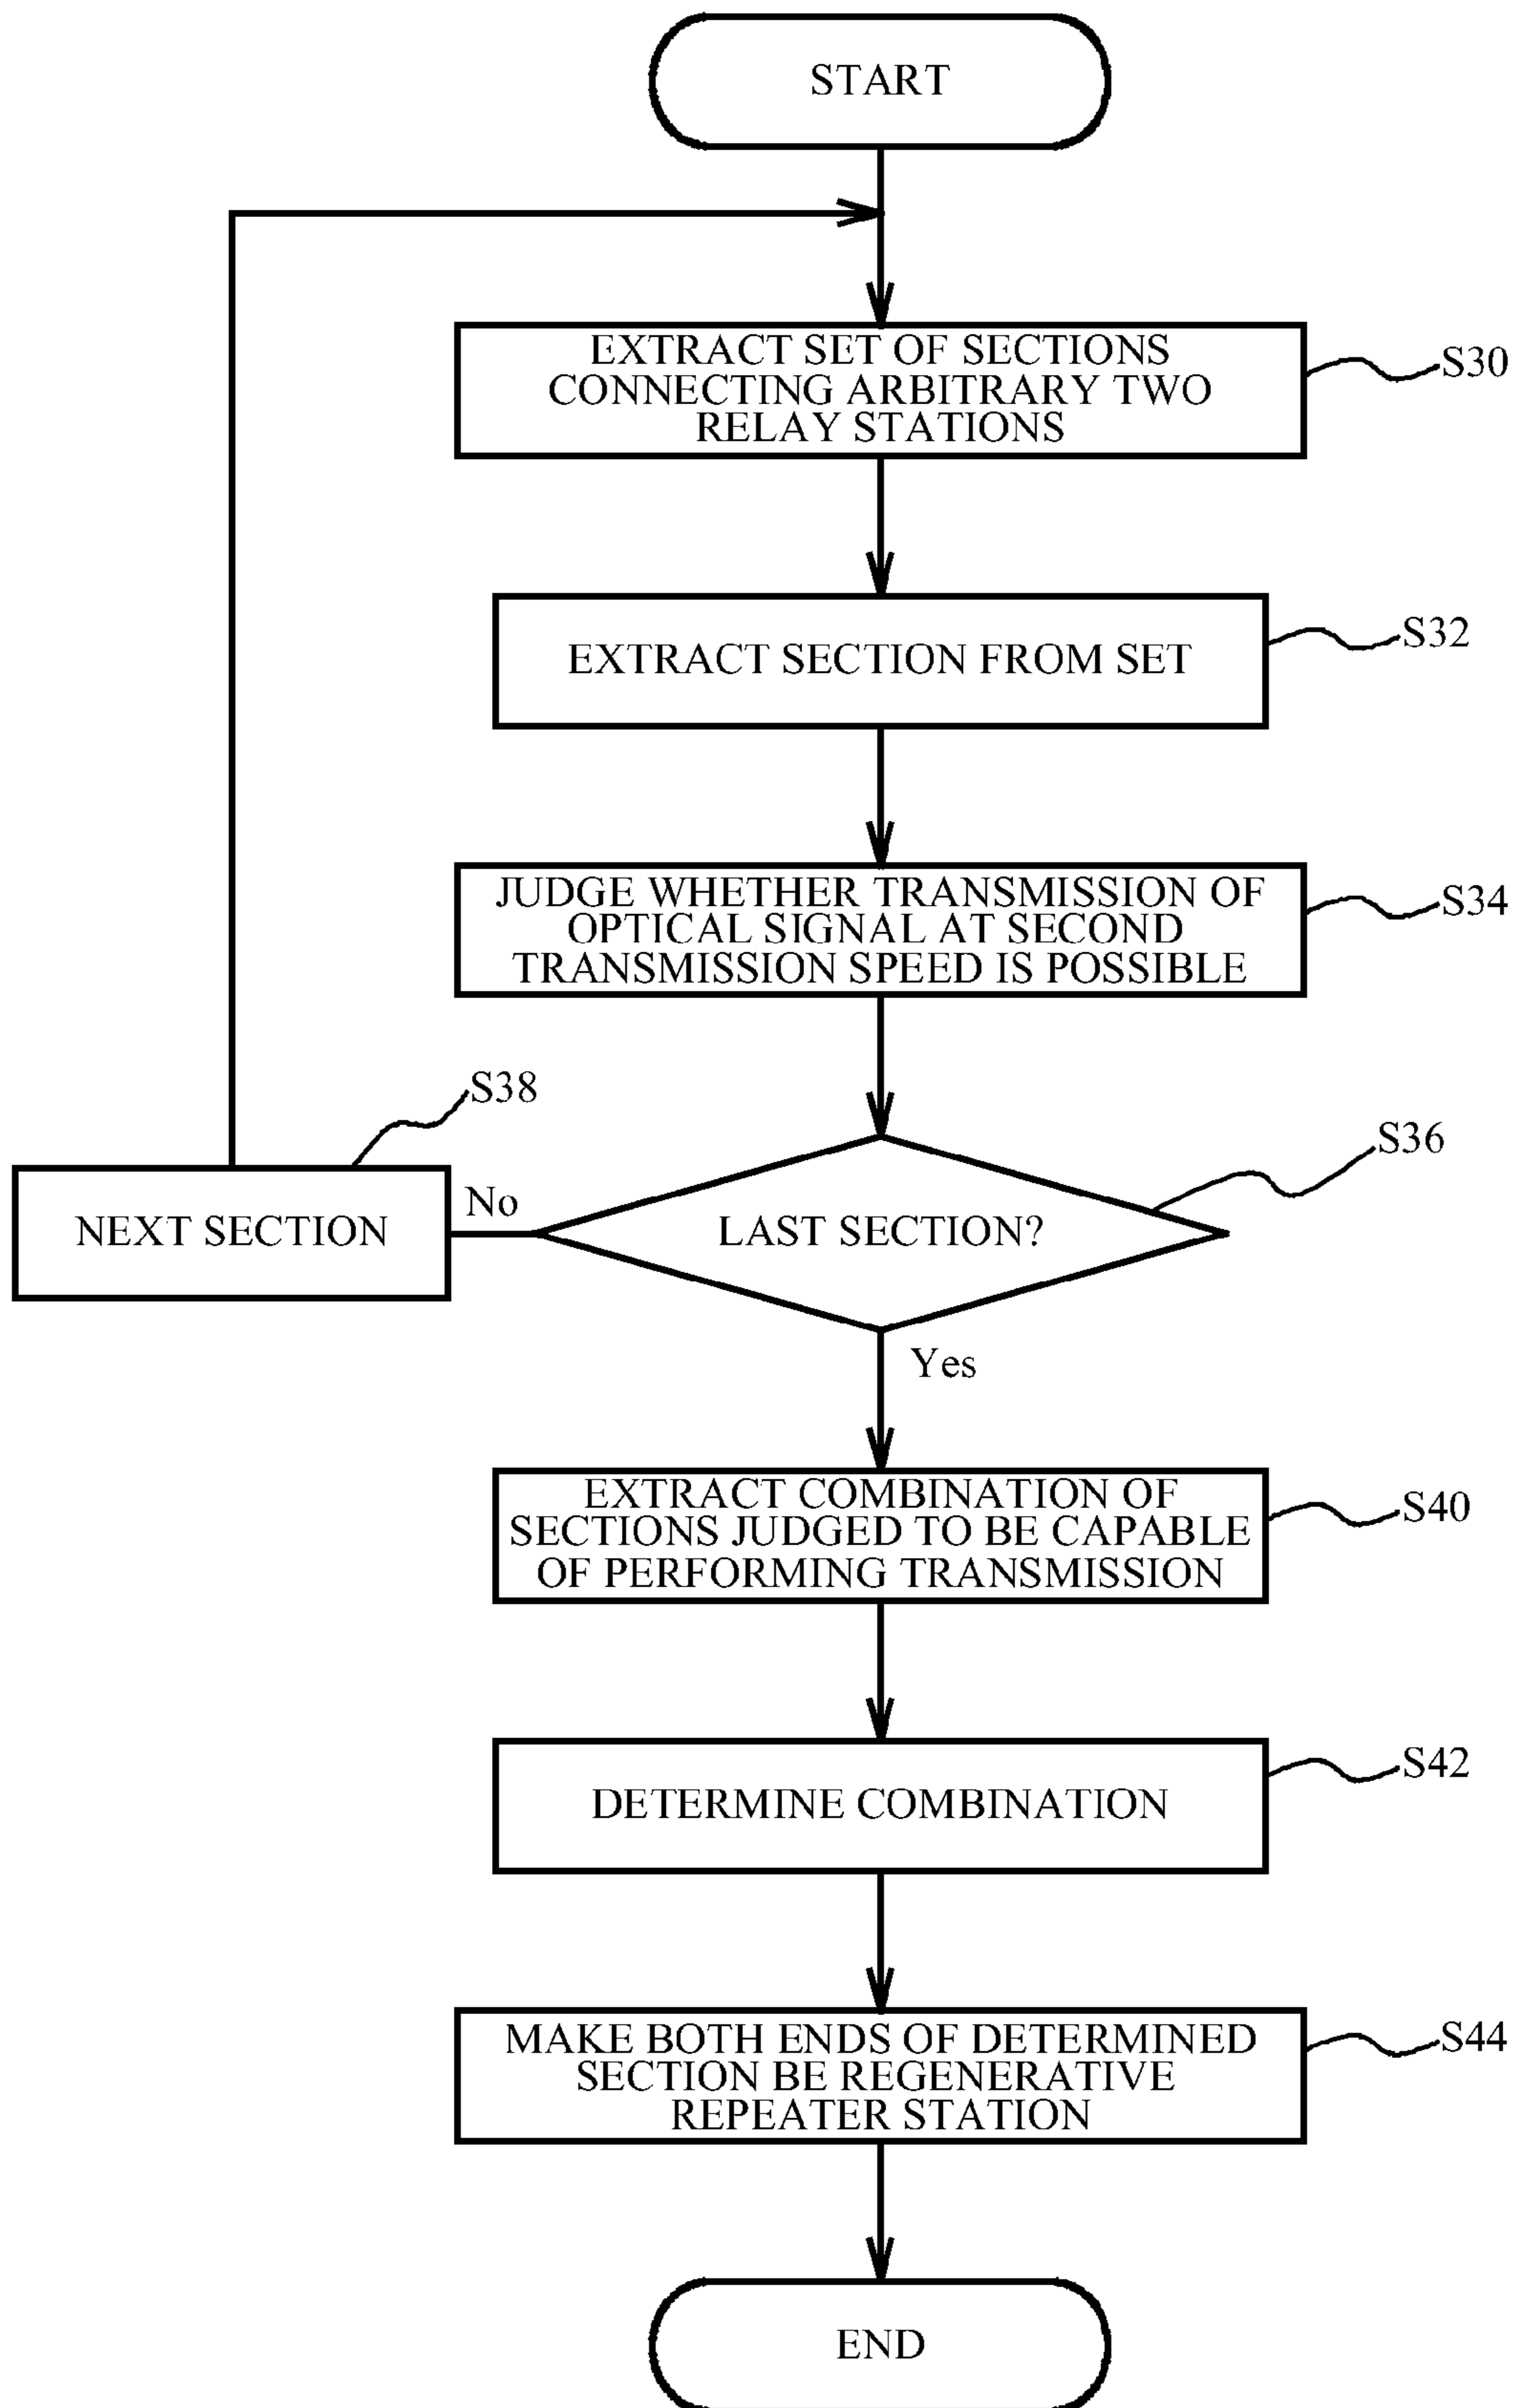 START
EXTRACT SET OF SECTIONS
CONNECTING ARBITRARY TWO
RELAY STATIONS
S30
EXTRACT SECTION FROM SET
S32
JUDGE WHETHER TRANSMISSION OF
OPTICAL SIGNAL AT SECOND
TRANSMISSION SPEED IS POSSIBLE
S34
S38
NEXT SECTION
No
LAST SECTION?
S36
Yes
EXTRACT COMBINATION OF
SECTIONS JUDGED TO BE CAPABLE
OF PERFORMING TRANSMISSION
S40
DETERMINE COMBINATION
S42
MAKE BOTH ENDS OF DETERMINED
SECTION BE REGENERATIVE
REPEATER STATION
S44
END